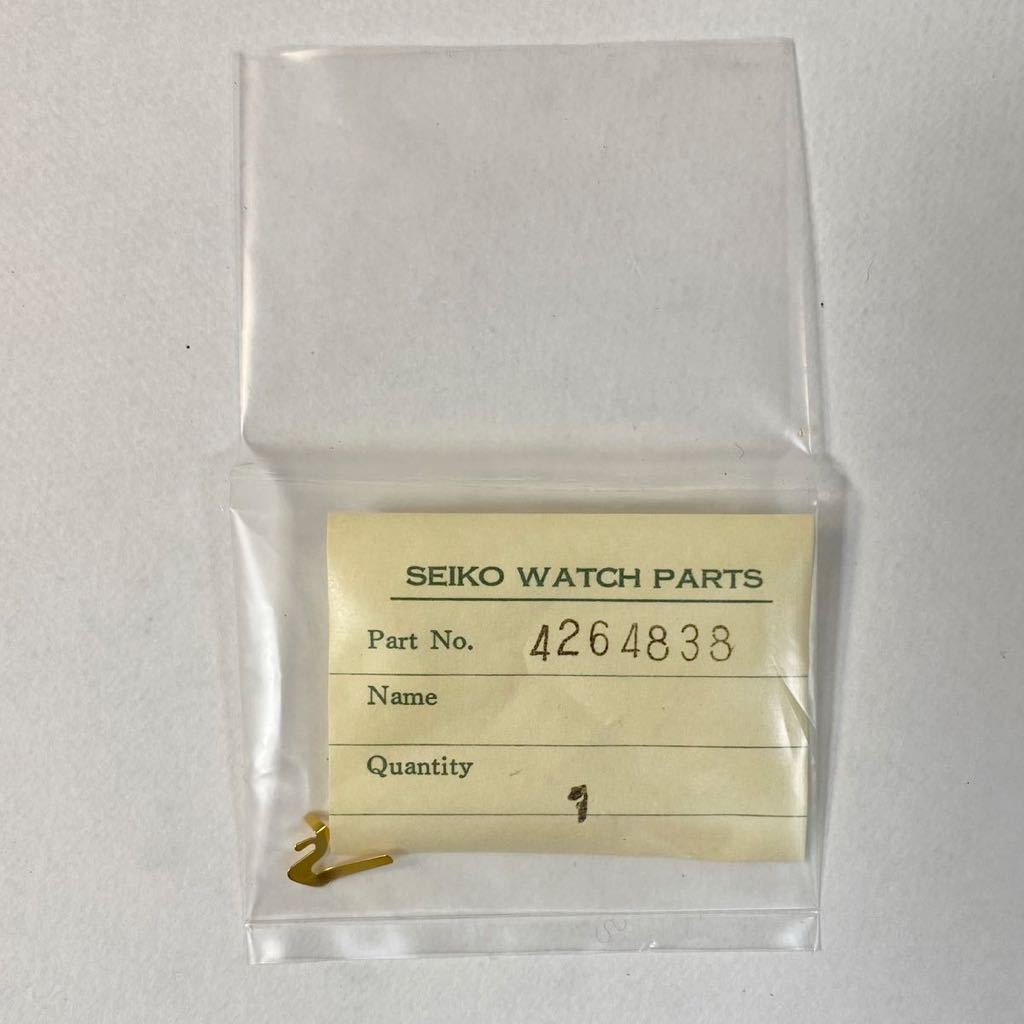 SEIKO WATCH PARTS
Part No. 4264838
Name
Quantity
1